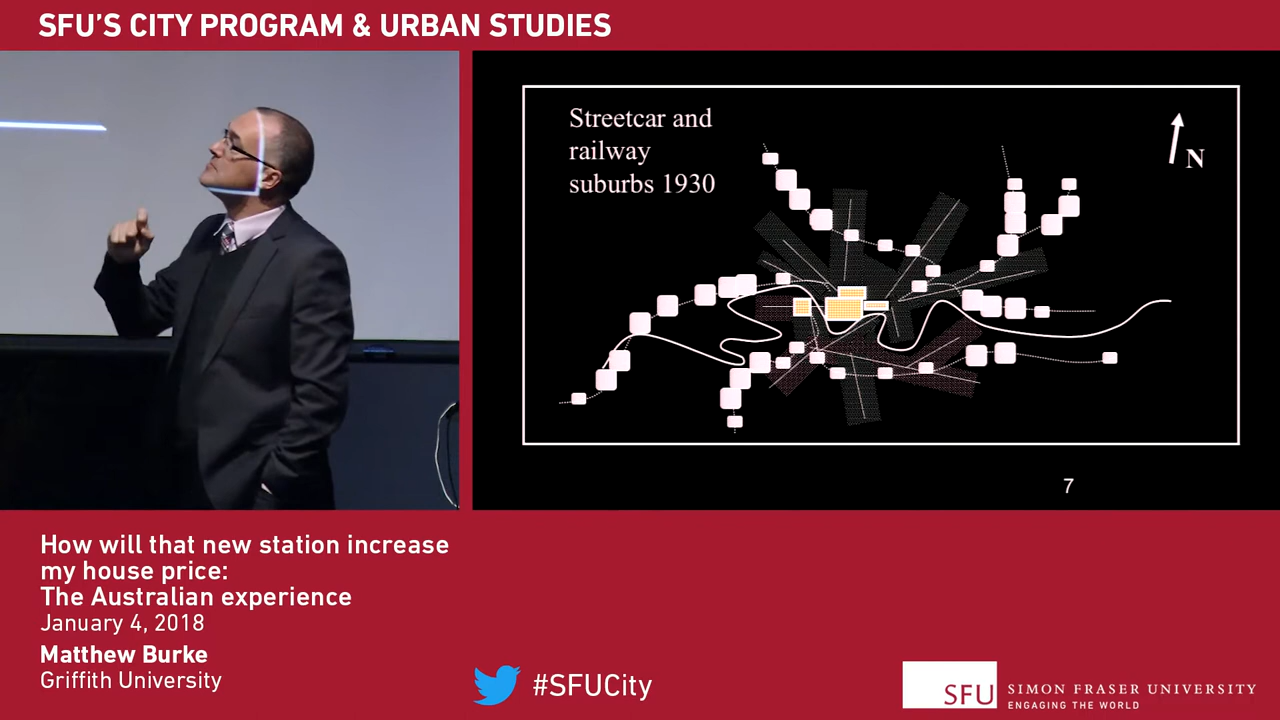 SFU'S CITY PROGRAM & URBAN STUDIES
Streetcar and
railway
suburbs 1930
N
7
How will that new station increase
my house price:
The Australian experience
January 4, 2018
Matthew Burke
Griffith University
#SFUCity
SFU
SIMON FRASER UNIVERSITY
ENGAGING THE WORLD